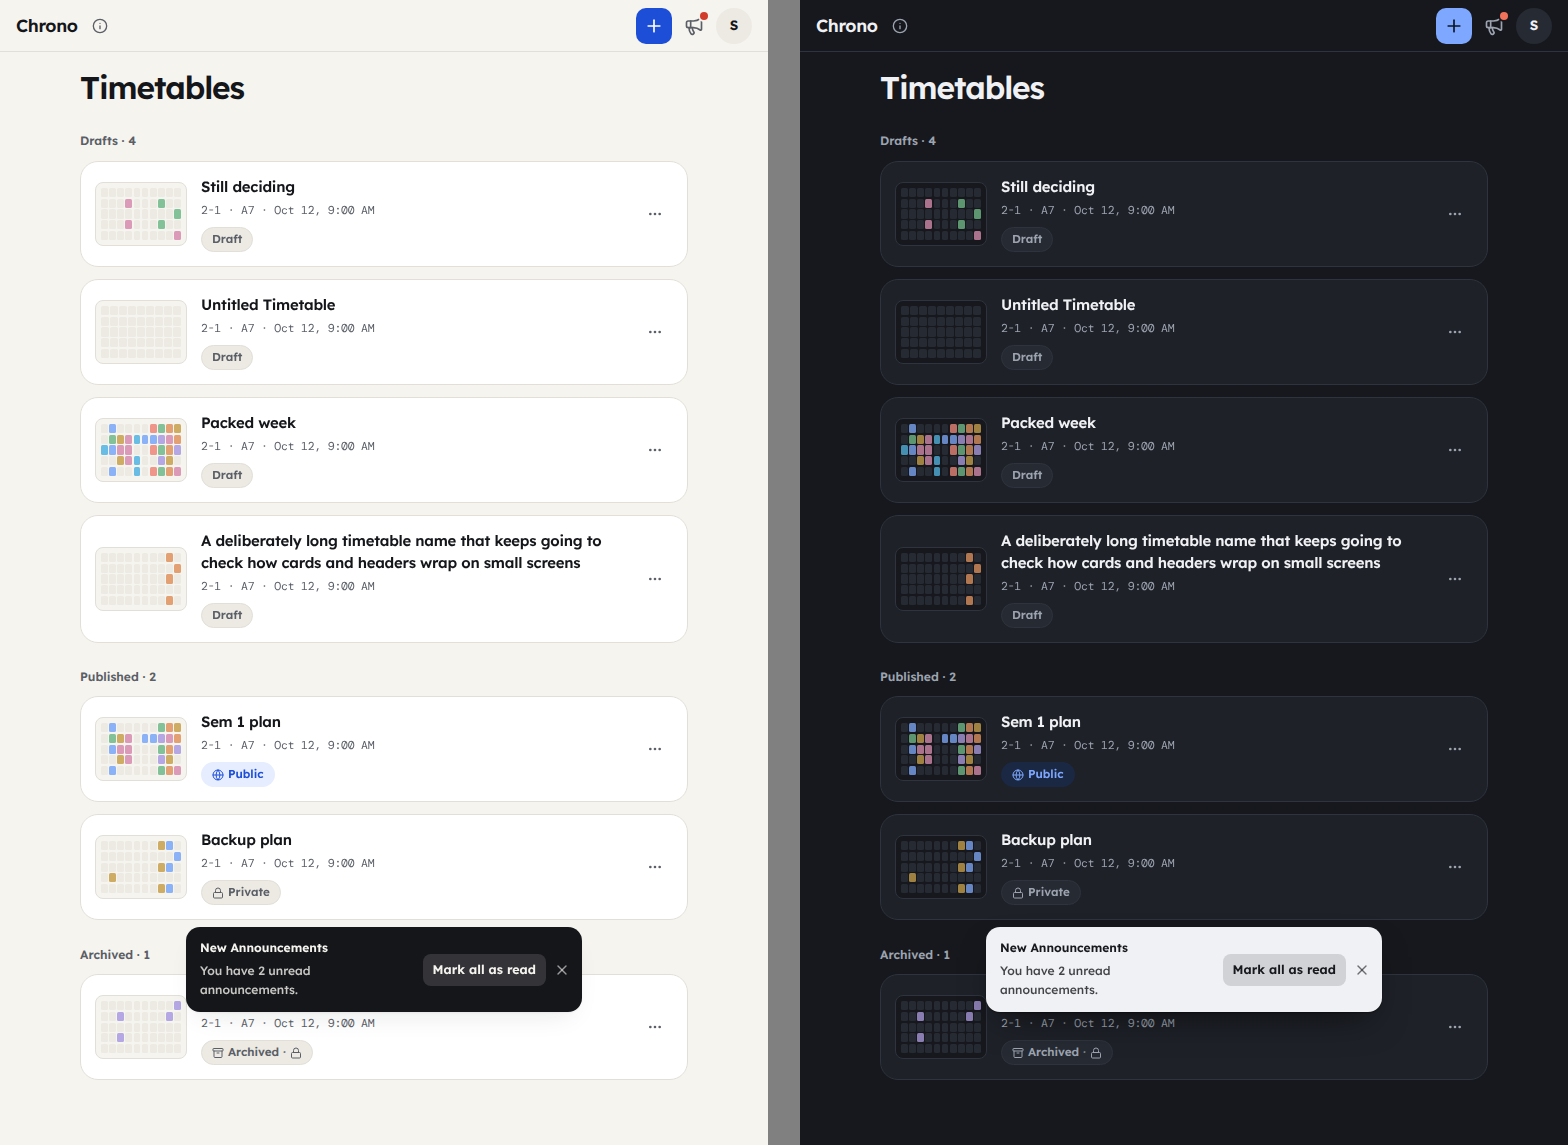 Chrono
S
Timetables
Drafts · 4
Still deciding
2-1 · A7 · Oct 12, 9:00 AM
Draft
Untitled Timetable
2-1 · A7 · Oct 12, 9:00 AM
Draft
Packed week
2-1 · A7 · Oct 12, 9:00 AM
Draft
A deliberately long timetable name that keeps going to
check how cards and headers wrap on small screens
2-1 · A7 · Oct 12, 9:00 AM
Draft
Published · 2
Sem 1 plan
2-1 · A7 · Oct 12, 9:00 AM
Public
Backup plan
2-1 · A7 · Oct 12, 9:00 AM
Private
Archived · 1
New Announcements
You have 2 unread
announcements.
Mark all as read
2-1 · A7 · Oct 12, 9:00 AM
Archived ·
Chrono
S
Timetables
Drafts · 4
Still deciding
2-1 · A7 · Oct 12, 9:00 AM
Draft
Untitled Timetable
2-1 · A7 · Oct 12, 9:00 AM
Draft
Packed week
2-1 · A7 · Oct 12, 9:00 AM
Draft
A deliberately long timetable name that keeps going to
check how cards and headers wrap on small screens
2-1 · A7 · Oct 12, 9:00 AM
Draft
Published · 2
Sem 1 plan
2-1 · A7 · Oct 12, 9:00 AM
Public
Backup plan
2-1 · A7 · Oct 12, 9:00 AM
Private
Archived · 1
New Announcements
You have 2 unread
announcements.
Mark all as read
2-1 · A7 · Oct 12, 9:00 AM
Archived ·